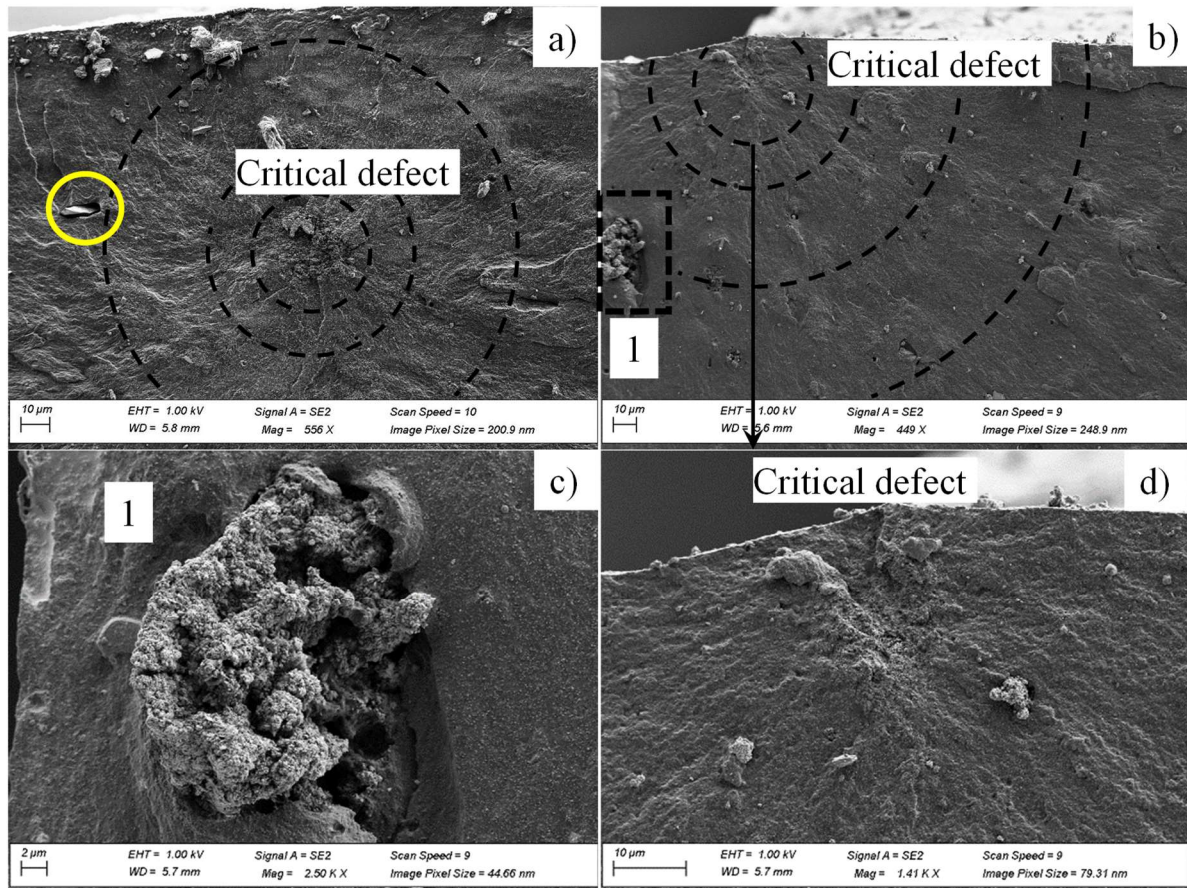 a)
Critical defect
10 µm
EHT = 1.00 kV
WD = 5.8 mm
Signal A = SE2
Mag = 556 X
Scan Speed = 10
Image Pixel Size = 200.9 nm
b)
Critical defect
1
10 µm
EHT = 1.00 kV
WD = 5.6 mm
Signal A = SE2
Mag = 449 X
Scan Speed = 9
Image Pixel Size = 248.9 nm
c)
1
2 µm
EHT = 1.00 kV
WD = 5.7 mm
Signal A = SE2
Mag = 2.50 K X
Scan Speed = 9
Image Pixel Size = 44.66 nm
d)
Critical defect
10 µm
EHT = 1.00 kV
WD = 5.7 mm
Signal A = SE2
Mag = 1.41 K X
Scan Speed = 9
Image Pixel Size = 79.31 nm